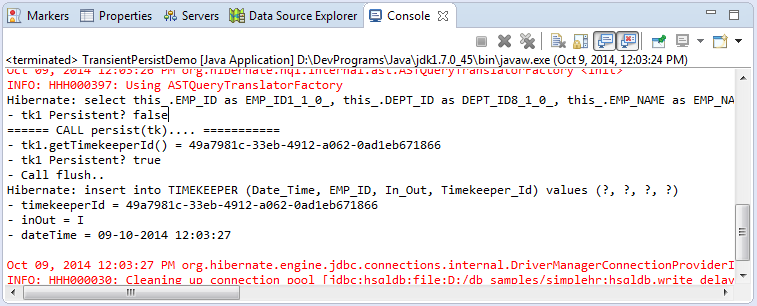 Markers Properties Servers Data Source Explorer Console
<terminated> TransientPersistDemo [Java Application] D:\DevPrograms\Java\jdk1.7.0_45\bin\javaw.exe (Oct 9, 2014, 12:03:24 PM)
Oct 09, 2014 12:03:26 PM org.hibernate.hql.internal.ast.ASTQueryTranslatorFactory <init>
INFO: HHH000397: Using ASTQueryTranslatorFactory
Hibernate: select this_.EMP_ID as EMP_ID1_1_0_, this_.DEPT_ID as DEPT_ID8_1_0_, this_.EMP_NAME as EMP_NA
- tk1 Persistent? false
====== CALL persist(tk).... ===========
- tk1.getTimekeeperId() = 49a7981c-33eb-4912-a062-0ad1eb671866
- tk1 Persistent? true
- Call flush..
Hibernate: insert into TIMEKEEPER (Date_Time, EMP_ID, In_Out, Timekeeper_Id) values (?, ?, ?, ?)
- timekeeperId = 49a7981c-33eb-4912-a062-0ad1eb671866
- inOut = I
- dateTime = 09-10-2014 12:03:27
Oct 09, 2014 12:03:27 PM org.hibernate.engine.jdbc.connections.internal.DriverManagerConnectionProviderI
INFO: HHH000030: Cleaning up connection pool [jdbc:hsqldb:file:D:/db_samples/simplehr;hsqldb.write_delay